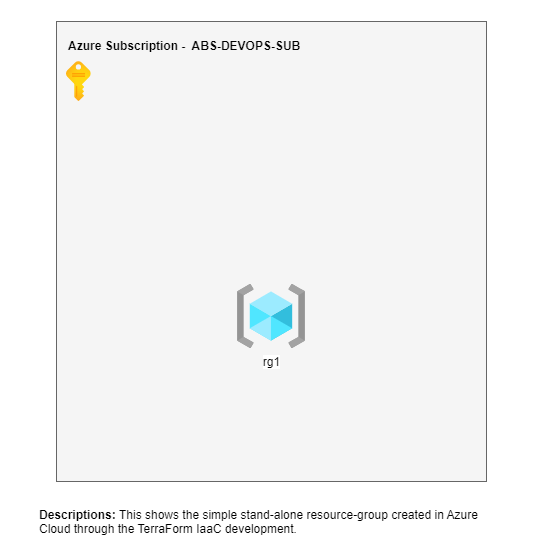 Azure Subscription - ABS-DEVOPS-SUB
rg1
Descriptions: This shows the simple stand-alone resource-group created in Azure
Cloud through the TerraForm IaaC development.